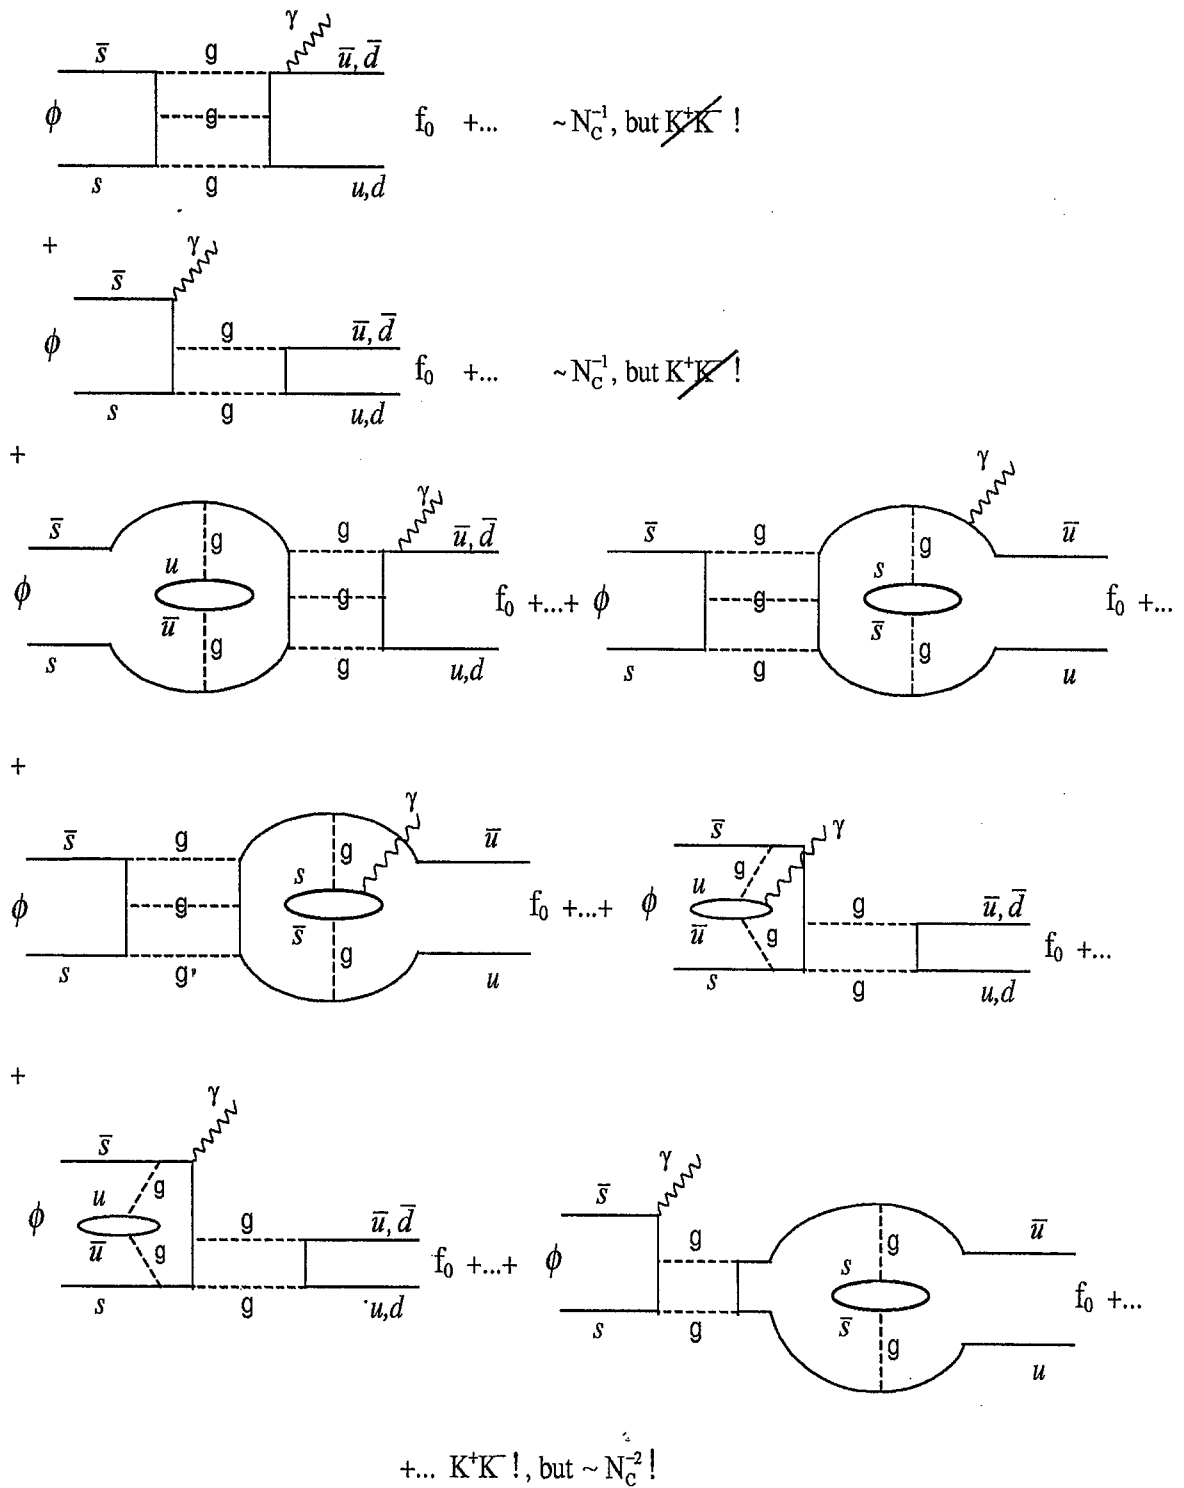 γ
s̅ g u̅, d̅
ϕ g f₀ +... ~ N_C^{-1}, but K⁺K⁻ !
s g u,d
+ γ
s̅
g u̅, d̅
ϕ f₀ +... ~ N_C^{-1}, but K⁺K⁻ !
s g u,d
+
γ γ
s̅ g g u̅, d̅ s̅ g g u̅
u s
ϕ g f₀ +...+ ϕ g f₀ +...
u̅ g s̅ g
s g u,d s g u
+
γ γ
s̅ g g u̅ s̅ g
s u g u̅, d̅
ϕ g f₀ +...+ ϕ f₀ +...
s̅ g u̅ g
s g u s g u,d
+
γ γ
s̅ g s̅ g g u̅
u g u̅, d̅ s
ϕ f₀ +...+ ϕ f₀ +...
u̅ g s̅ g
s g u,d s g u
+... K⁺K⁻ !, but ~ N_C^{-2} !